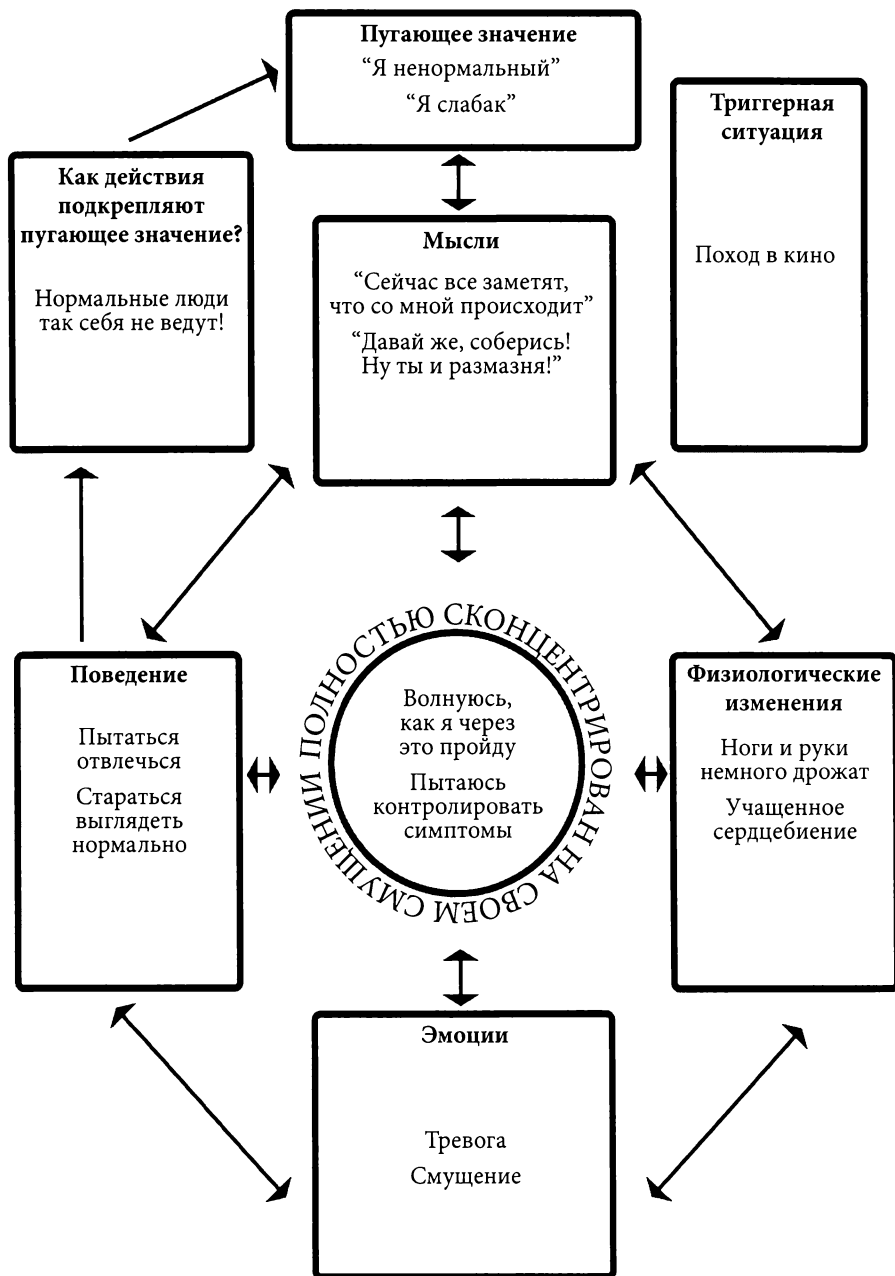 Пугающее значение
“Я ненормальный”
“Я слабак”
Триггерная
ситуация
Поход в кино
Как действия
подкрепляют
пугающее значение?
Нормальные люди
так себя не ведут!
Мысли
“Сейчас все заметят,
что со мной происходит”
“Давай же, соберись!
Ну ты и размазня!”
Поведение
Пытаться
отвлечься
Стараться
выглядеть
нормально
ПОЛНОСТЬЮ СКОНЦЕНТРИРОВАН НА СВОЕМ СМУЩЕНИИ
Волнуюсь,
как я через
это пройду
Пытаюсь
контролировать
симптомы
Физиологические
изменения
Ноги и руки
немного дрожат
Учащенное
сердцебиение
Эмоции
Тревога
Смущение